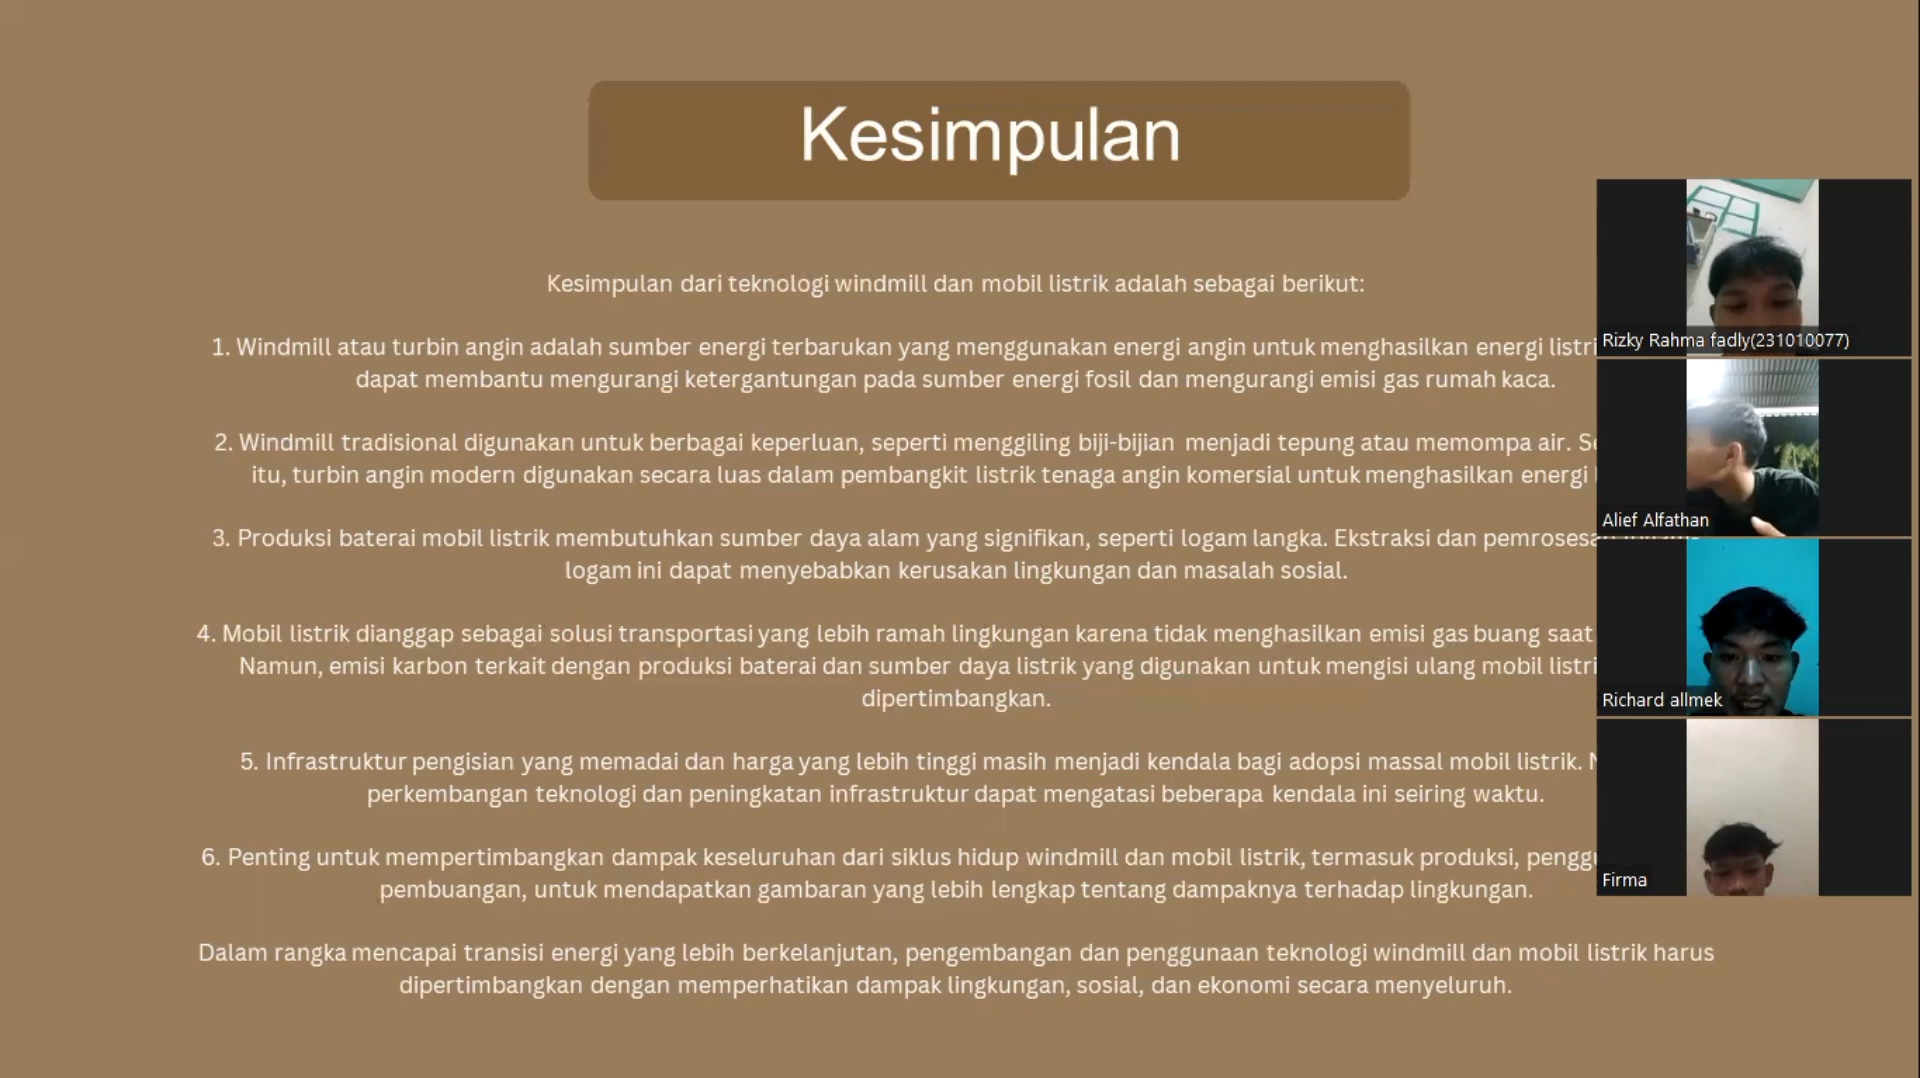 Kesimpulan
Kesimpulan dari teknologi windmill dan mobil listrik adalah sebagai berikut:
1. Windmill atau turbin angin adalah sumber energi terbarukan yang menggunakan energi angin untuk menghasilkan energi
dapat membantu mengurangi ketergantungan pada sumber energi fosil dan mengurangi emisi gas rumah kaca.
2. Windmill tradisional digunakan untuk berbagai keperluan, seperti menggiling biji-bijian menjadi tepung atau memompa air.
itu, turbin angin modern digunakan secara luas dalam pembangkit listrik tenaga angin komersial untuk menghasilkan energi
3. Produksi baterai mobil listrik membutuhkan sumber daya alam yang signifikan, seperti logam langka. Ekstraksi dan
logam ini dapat menyebabkan kerusakan lingkungan dan masalah sosial.
4. Mobil listrik dianggap sebagai solusi transportasi yang lebih ramah lingkungan karena tidak menghasilkan emisi gas buang saat
Namun, emisi karbon terkait dengan produksi baterai dan sumber daya listrik yang digunakan untuk mengisi ulang mobil
dipertimbangkan.
5. Infrastruktur pengisian yang memadai dan harga yang lebih tinggi masih menjadi kendala bagi adopsi massal mobil listrik.
perkembangan teknologi dan peningkatan infrastruktur dapat mengatasi beberapa kendala ini seiring waktu.
6. Penting untuk mempertimbangkan dampak keseluruhan dari siklus hidup windmill dan mobil listrik, termasuk produksi,
pembuangan, untuk mendapatkan gambaran yang lebih lengkap tentang dampaknya terhadap lingkungan.
Dalam rangka mencapai transisi energi yang lebih berkelanjutan, pengembangan dan penggunaan teknologi windmill dan mobil listrik harus
dipertimbangkan dengan memperhatikan dampak lingkungan, sosial, dan ekonomi secara menyeluruh.
Rizky Rahma fadly(231010077)
Alief Alfathan
Richard allmek
Firma